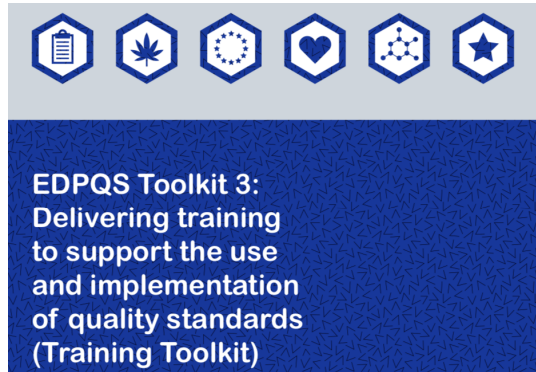 EDPQS Toolkit 3:
Delivering training
to support the use
and implementation
of quality standards
(Training Toolkit)